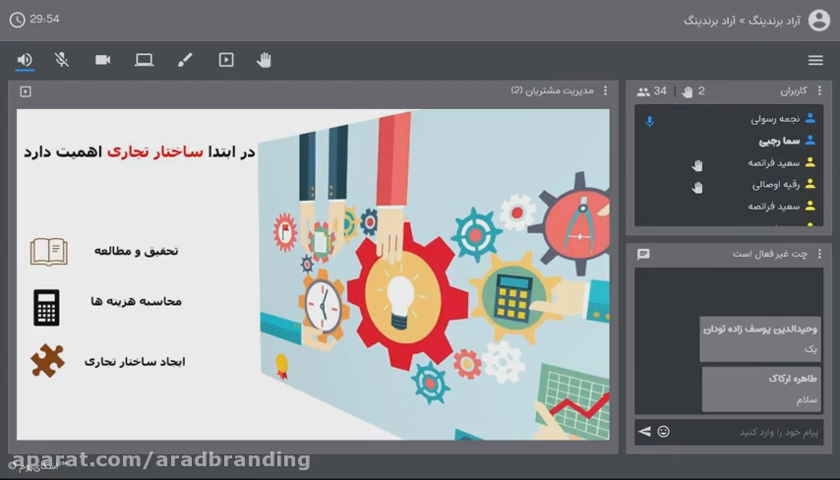 29:54
آراد برندینگ » آراد برندینگ
مدیریت مشتریان (2)
در ابتدا ساختار تجاری اهمیت دارد
تحقیق و مطالعه
محاسبه هزینه ها
ایجاد ساختار تجاری
کاربران
2 | 34
نجمه رسولی
سما رجبی
سعید فراتصه
رقیه اوصالی
سعید فراتصه
چت غیر فعال است
وحیدالدین یوسف زاده تودان
یک
طاهره ارکاک
سلام
پیام خود را وارد کنید
aparat.com/aradbranding